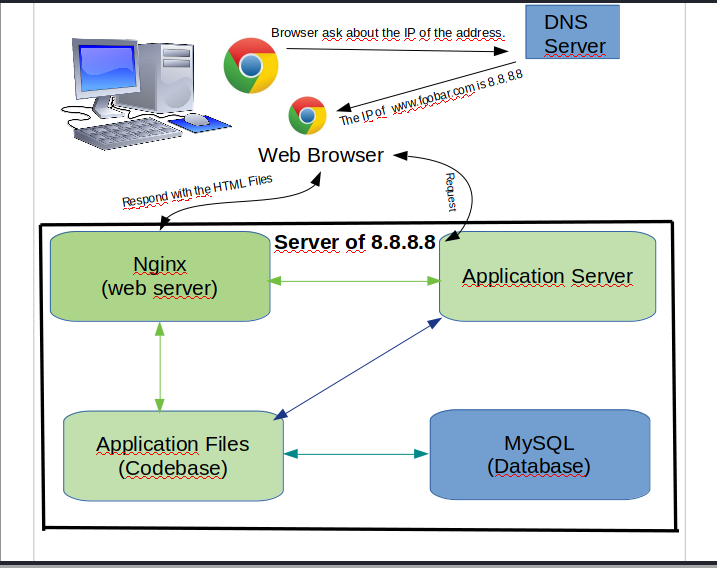 Browser ask about the IP of the address.
DNS
Server
The IP of www.foobar.com is 8.8.8.8
Web Browser
Respond with the HTML Files
Request
Server of 8.8.8.8
Nginx
(web server)
Application Server
Application Files
(Codebase)
MySQL
(Database)